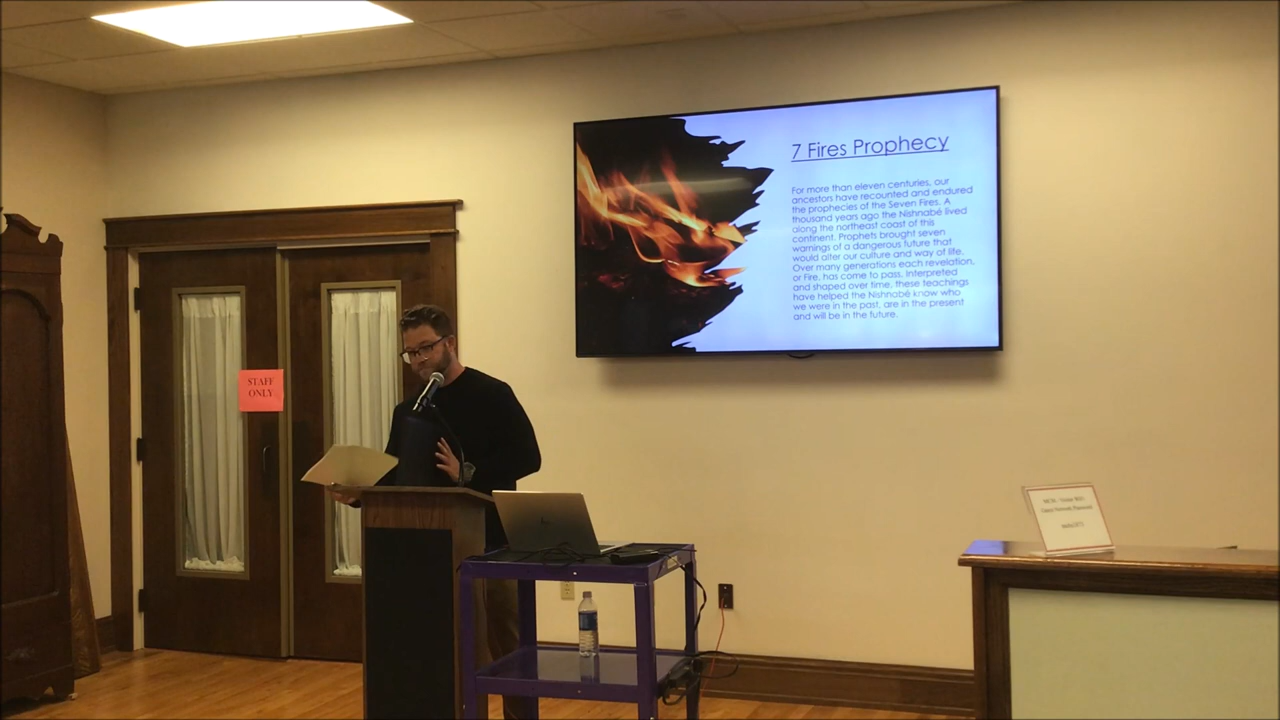 7 Fires Prophecy
For more than eleven centuries, our
ancestors have recounted and endured
the prophecies of the Seven Fires. A
thousand years ago the Nishnabé lived
along the northeast coast of this
continent. Prophets brought seven
warnings of a dangerous future that
would alter our culture and way of life.
Over many generations each revelation,
or Fire, has come to pass. Interpreted
and shaped over time, these teachings
have helped the Nishnabé know who
we were in the past, are in the present
and will be in the future.
STAFF
ONLY